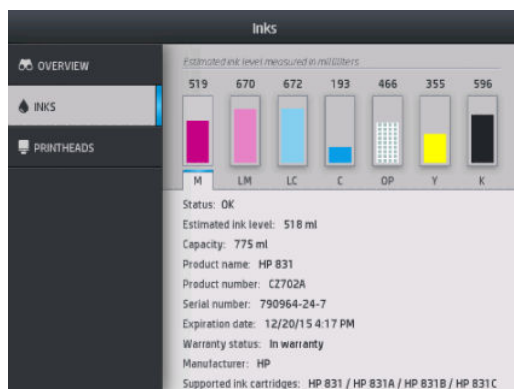 Inks
OVERVIEW
INKS
PRINTHEADS
Estimated ink level measured in milliliters
519 670 672 193 466 355 596
M LM LC C OP Y K
Status: OK
Estimated ink level: 518 ml
Capacity: 775 ml
Product name: HP 831
Product number: CZ702A
Serial number: 790964-24-7
Expiration date: 12/20/15 4:17 PM
Warranty status: In warranty
Manufacturer: HP
Supported ink cartridges: HP 831 / HP 831A / HP 831B / HP 831C